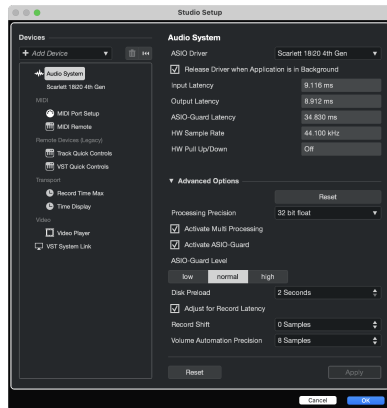 Studio Setup
Devices
+ Add Device
Audio System
Scarlett 18i20 4th Gen
MIDI
MIDI Port Setup
MIDI Remote
Remote Devices (Legacy)
Track Quick Controls
VST Quick Controls
Transport
Record Time Max
Time Display
Video
Video Player
VST System Link
Audio System
ASIO Driver Scarlett 18i20 4th Gen
Release Driver when Application is in Background
Input Latency 9.116 ms
Output Latency 8.912 ms
ASIO-Guard Latency 34.830 ms
HW Sample Rate 44.100 kHz
HW Pull Up/Down Off
Advanced Options
Reset
Processing Precision 32 bit float
Activate Multi Processing
Activate ASIO-Guard
ASIO-Guard Level
low normal high
Disk Preload 2 Seconds
Adjust for Record Latency
Record Shift 0 Samples
Volume Automation Precision 8 Samples
Reset Apply
Cancel OK